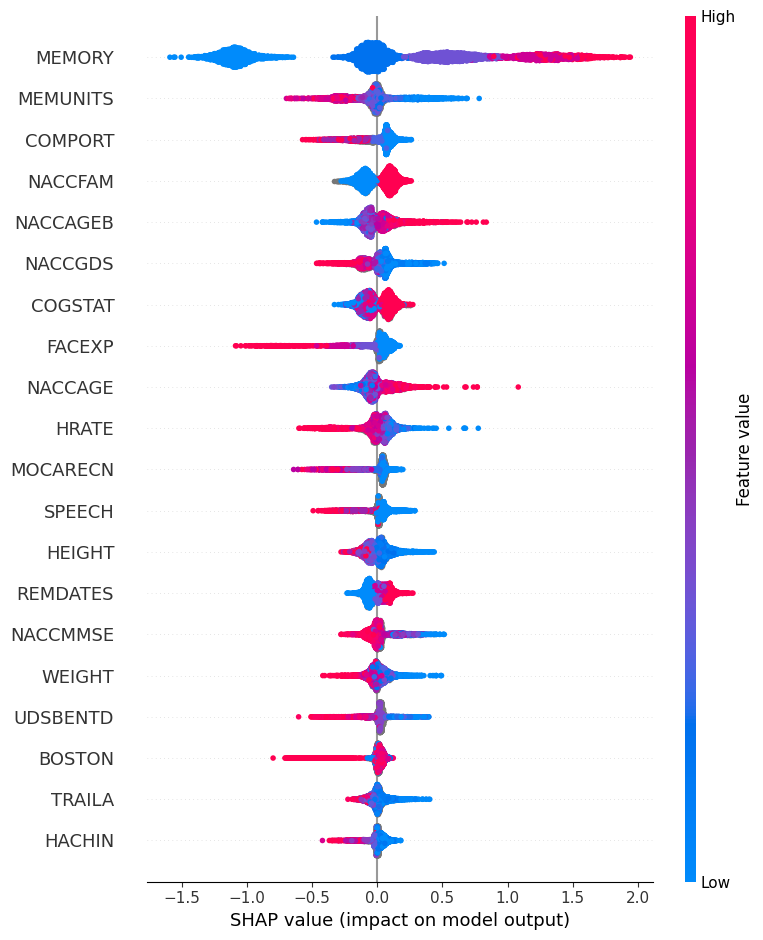 High
MEMORY
MEMUNITS
COMPORT
NACCFAM
NACCAGEB
NACCGDS
COGSTAT
FACEXP
NACCAGE
HRATE
MOCARECN
SPEECH
HEIGHT
REMDATES
NACCMMSE
WEIGHT
UDSBENTD
BOSTON
TRAILA
HACHIN
Feature value
Low
−1.5 −1.0 −0.5 0.0 0.5 1.0 1.5 2.0
SHAP value (impact on model output)